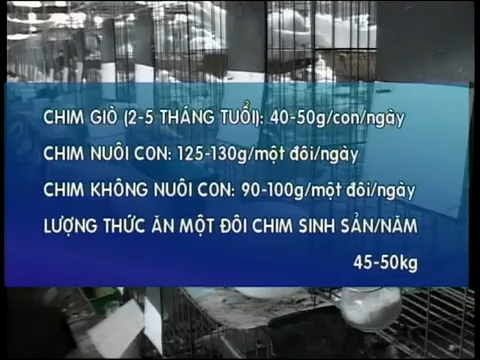 CHIM GIÒ (2-5 THÁNG TUỔI): 40-50g/con/ngày
CHIM NUÔI CON: 125-130g/một đôi/ngày
CHIM KHÔNG NUÔI CON: 90-100g/một đôi/ngày
LƯỢNG THỨC ĂN MỘT ĐÔI CHIM SINH SẢN/NĂM
45-50kg